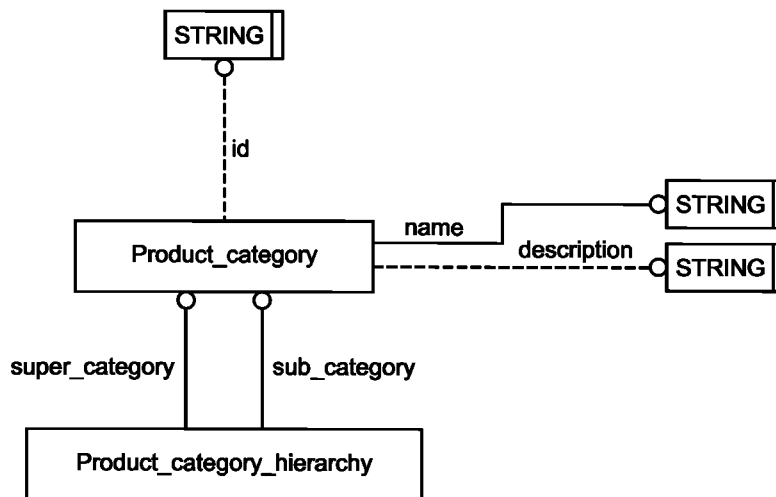 STRING
id
name
STRING
Product_category
description
STRING
super_category
sub_category
Product_category_hierarchy